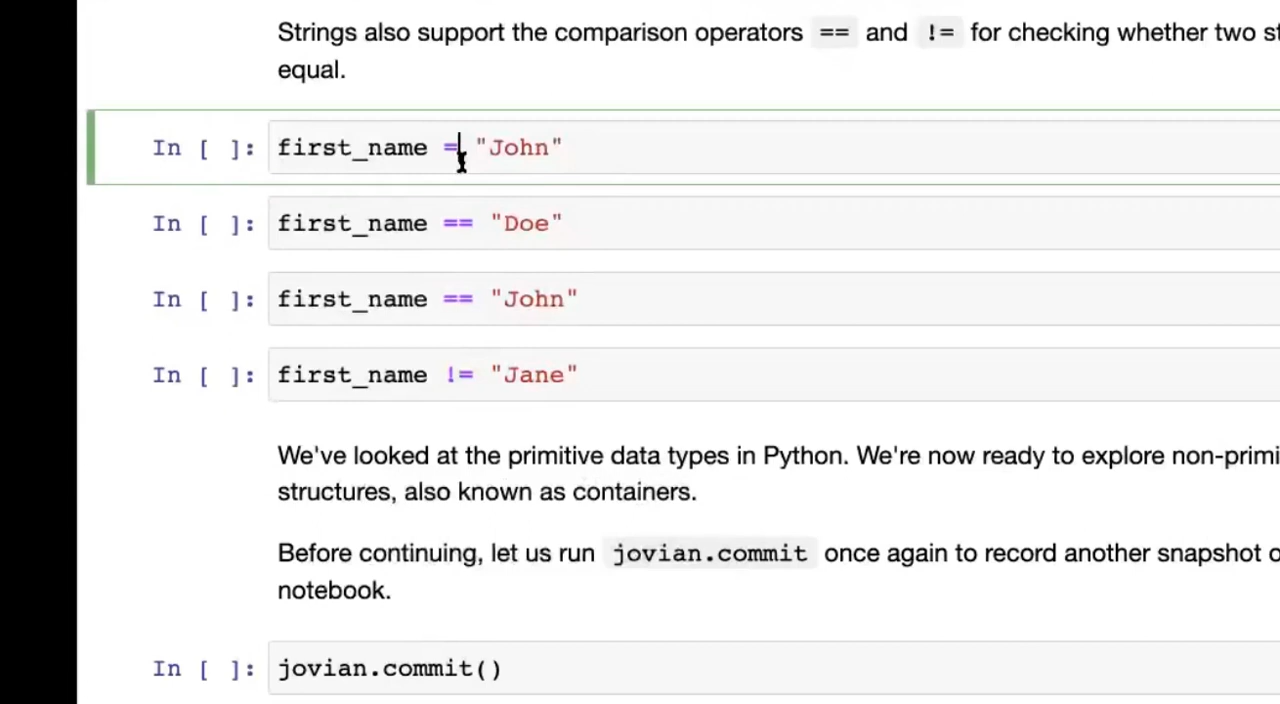 Strings also support the comparison operators == and != for checking whether two
equal.
In [ ]: first_name = "John"
In [ ]: first_name == "Doe"
In [ ]: first_name == "John"
In [ ]: first_name != "Jane"
We've looked at the primitive data types in Python. We're now ready to explore
structures, also known as containers.
Before continuing, let us run jovian.commit once again to record another snapshot
notebook.
In [ ]: jovian.commit()